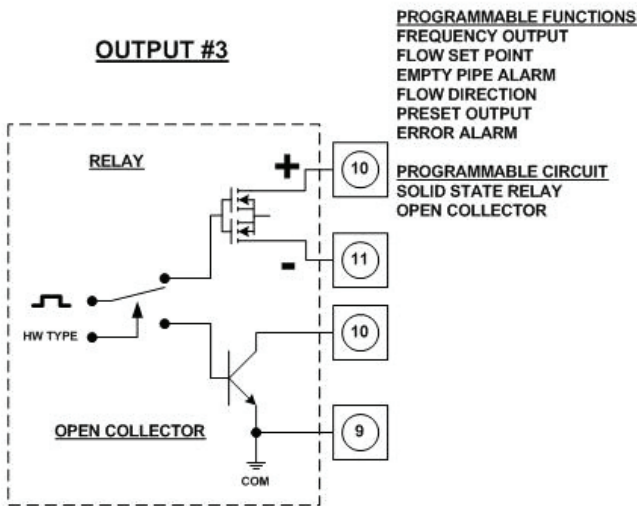 OUTPUT #3
PROGRAMMABLE FUNCTIONS
FREQUENCY OUTPUT
FLOW SET POINT
EMPTY PIPE ALARM
FLOW DIRECTION
PRESET OUTPUT
ERROR ALARM
PROGRAMMABLE CIRCUIT
SOLID STATE RELAY
OPEN COLLECTOR
RELAY
+
10
-
11
HW TYPE
10
OPEN COLLECTOR
9
COM